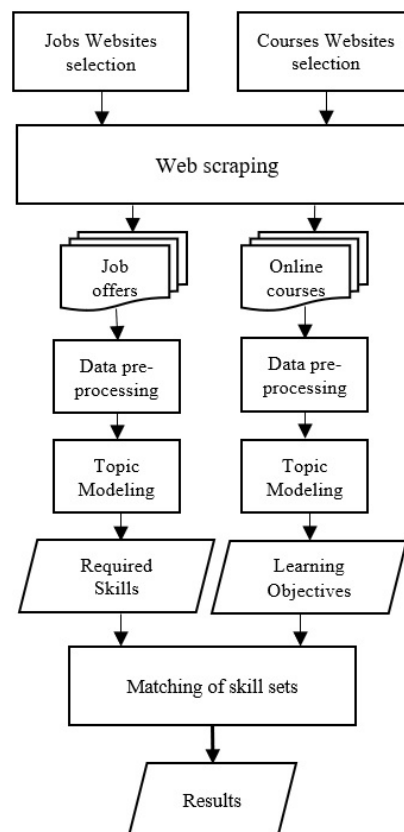 Jobs Websites
selection
Courses Websites
selection
Web scraping
Job
offers
Online
courses
Data pre-
processing
Data pre-
processing
Topic
Modeling
Topic
Modeling
Required
Skills
Learning
Objectives
Matching of skill sets
Results